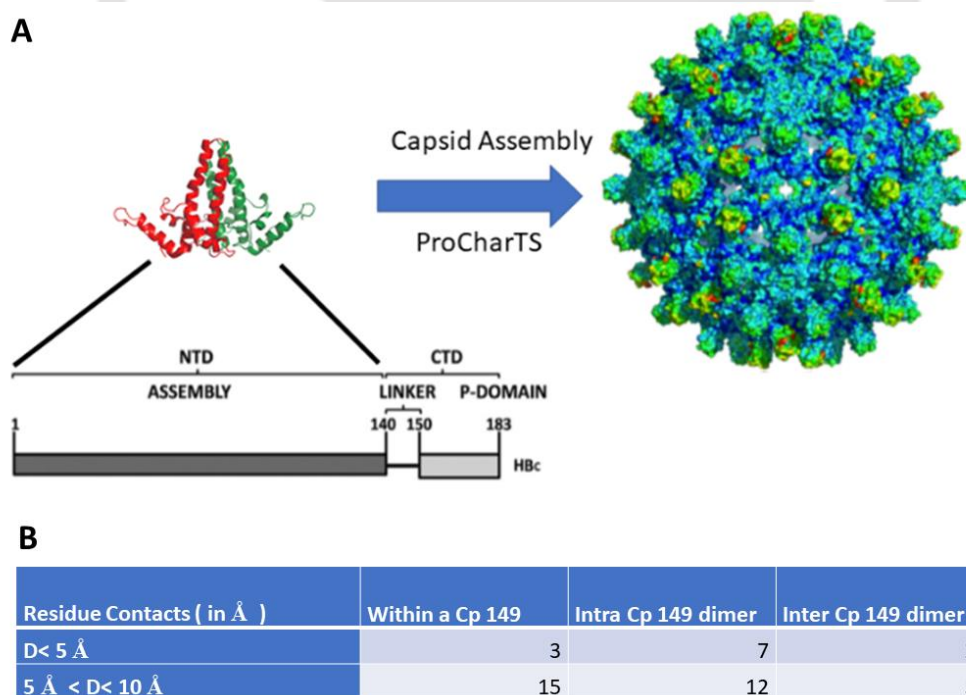 A
Capsid Assembly
ProCharTS
NTD CTD
ASSEMBLY LINKER P-DOMAIN
1 140 150 183
HBc
B
Residue Contacts ( in Å ) Within a Cp 149 Intra Cp 149 dimer Inter Cp 149 dimer
D< 5 Å 3 7
5 Å < D< 10 Å 15 12